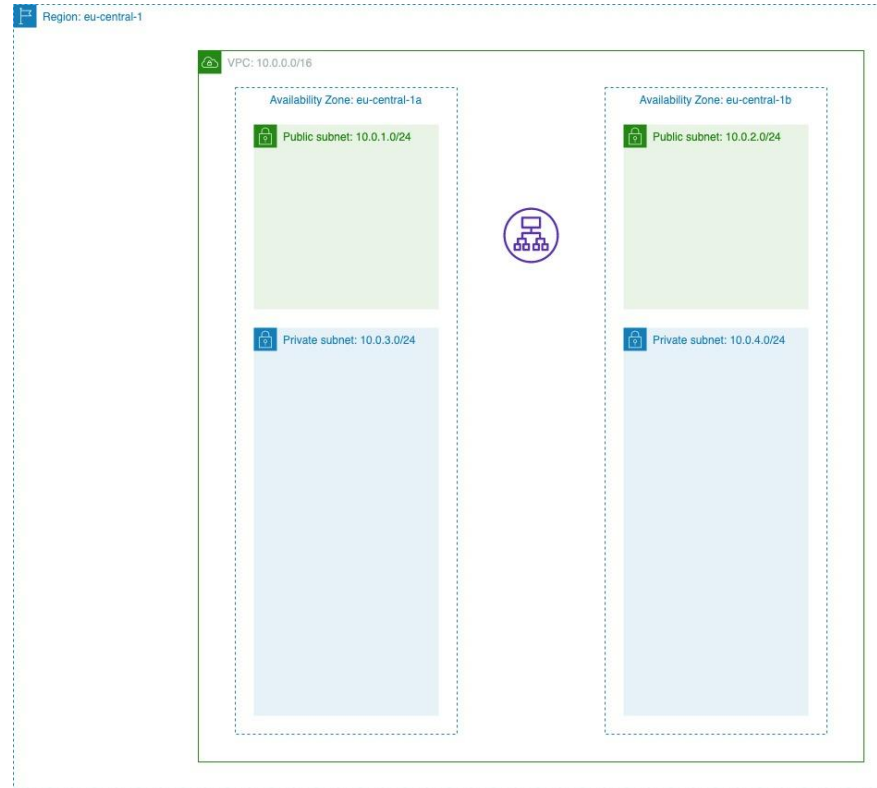 Region: eu-central-1
VPC: 10.0.0.0/16
Availability Zone: eu-central-1a
Availability Zone: eu-central-1b
Public subnet: 10.0.1.0/24
Public subnet: 10.0.2.0/24
Private subnet: 10.0.3.0/24
Private subnet: 10.0.4.0/24